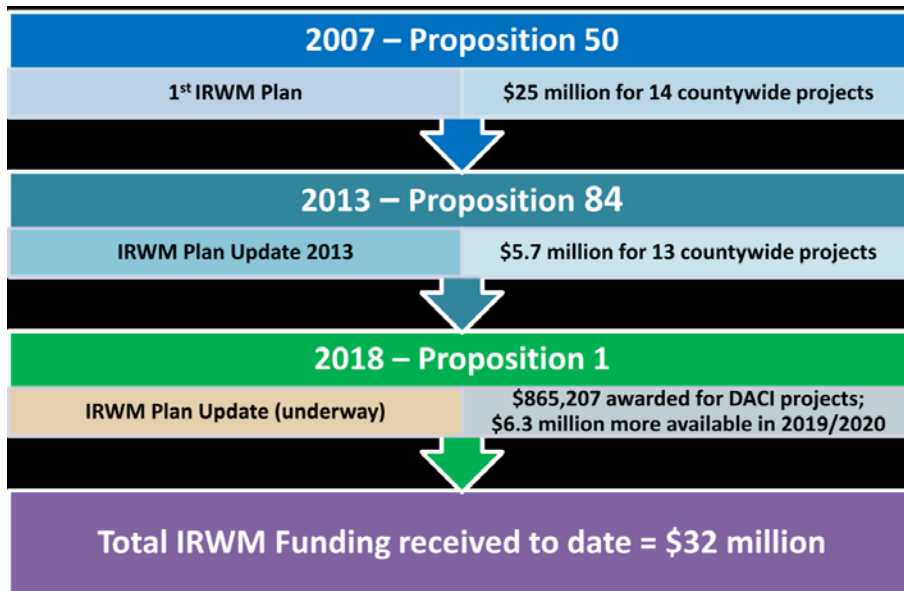 2007 – Proposition 50
1st IRWM Plan
$25 million for 14 countywide projects
2013 – Proposition 84
IRWM Plan Update 2013
$5.7 million for 13 countywide projects
2018 – Proposition 1
IRWM Plan Update (underway)
$865,207 awarded for DACI projects;
$6.3 million more available in 2019/2020
Total IRWM Funding received to date = $32 million